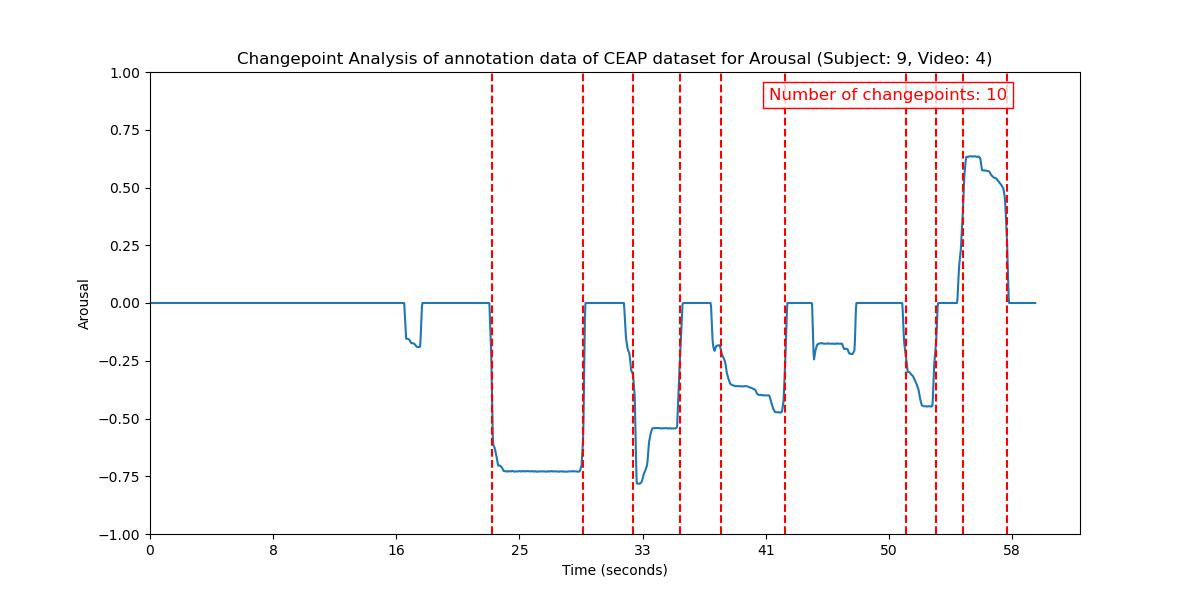 Changepoint Analysis of annotation data of CEAP dataset for Arousal (Subject: 9, Video: 4)
Number of changepoints: 10
1.00
0.75
0.50
0.25
0.00
−0.25
−0.50
−0.75
−1.00
Arousal
0 8 16 25 33 41 50 58
Time (seconds)